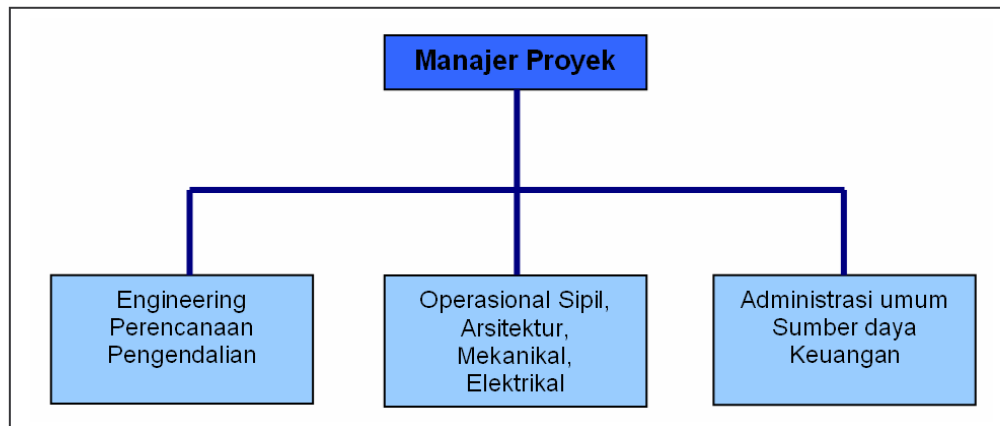 Manajer Proyek
Engineering
Perencanaan
Pengendalian
Operasional Sipil,
Arsitektur,
Mekanikal,
Elektrikal
Administrasi umum
Sumber daya
Keuangan